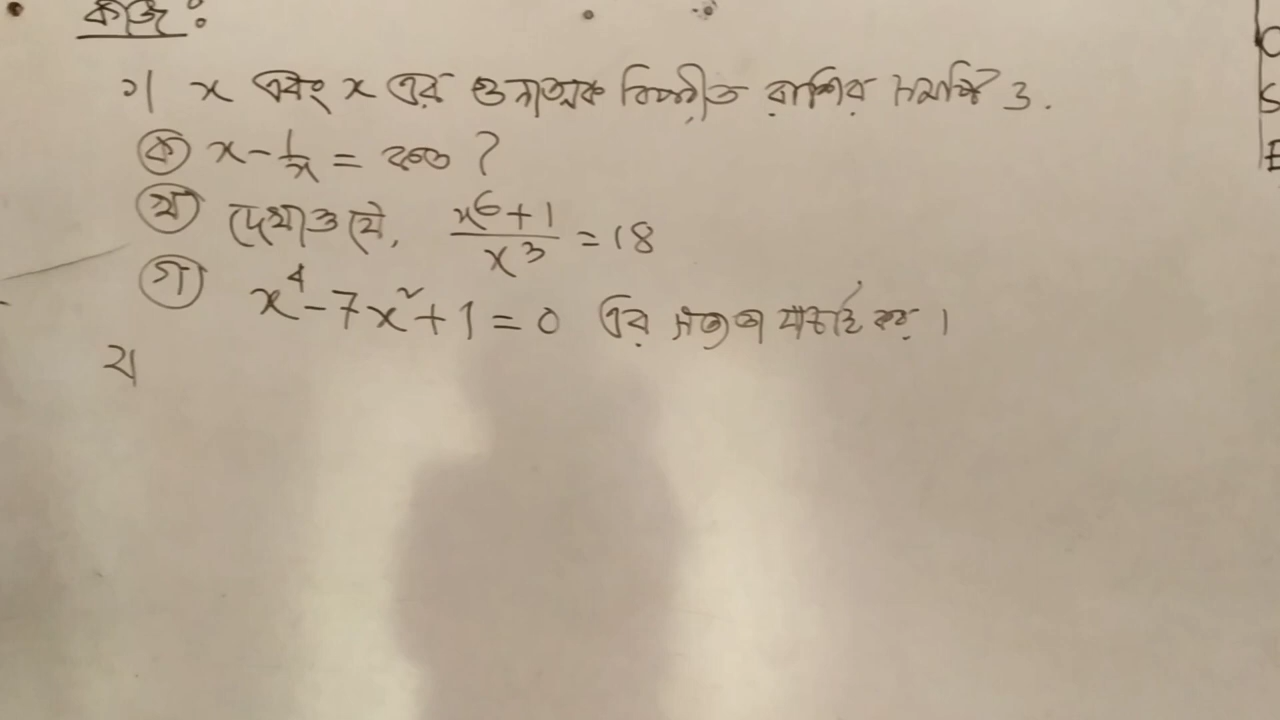 কাজ :
১। x এবং x এর গুনাত্মক বিপরীত রাশির সমষ্টি 3.
ক x - 1/x = কত ?
খ দেখাও যে, x⁶+1/x³ = 18
গ x⁴ - 7x² + 1 = 0 এর সত্যতা যাচাই কর।
২।
O
S
E